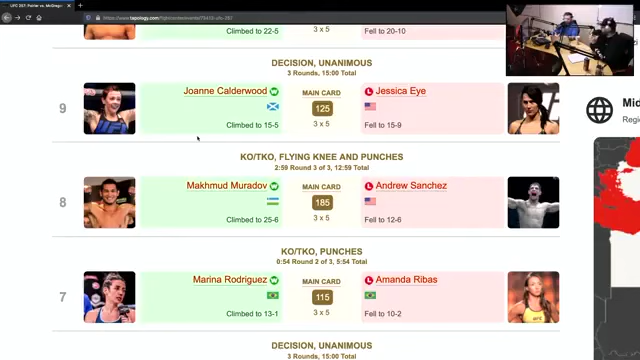 UFC 257: Poirier vs. McGregor
https://www.tapology.com/fightcenter/events/
Climbed to 22-5
3 x 5
Fell to 20-10
DECISION, UNANIMOUS
3 Rounds, 15:00 Total
9
Joanne Calderwood W
MAIN CARD
L Jessica Eye
125
Climbed to 15-5
3 x 5
Fell to 15-9
KO/TKO, FLYING KNEE AND PUNCHES
2:59 Round 3 of 3, 12:59 Total
8
Makhmud Muradov W
MAIN CARD
L Andrew Sanchez
185
Climbed to 25-6
3 x 5
Fell to 12-6
KO/TKO, PUNCHES
0:54 Round 2 of 3, 5:54 Total
7
Marina Rodriguez W
MAIN CARD
L Amanda Ribas
115
Climbed to 13-1
3 x 5
Fell to 10-2
DECISION, UNANIMOUS
3 Rounds, 15:00 Total
Mid
Regi